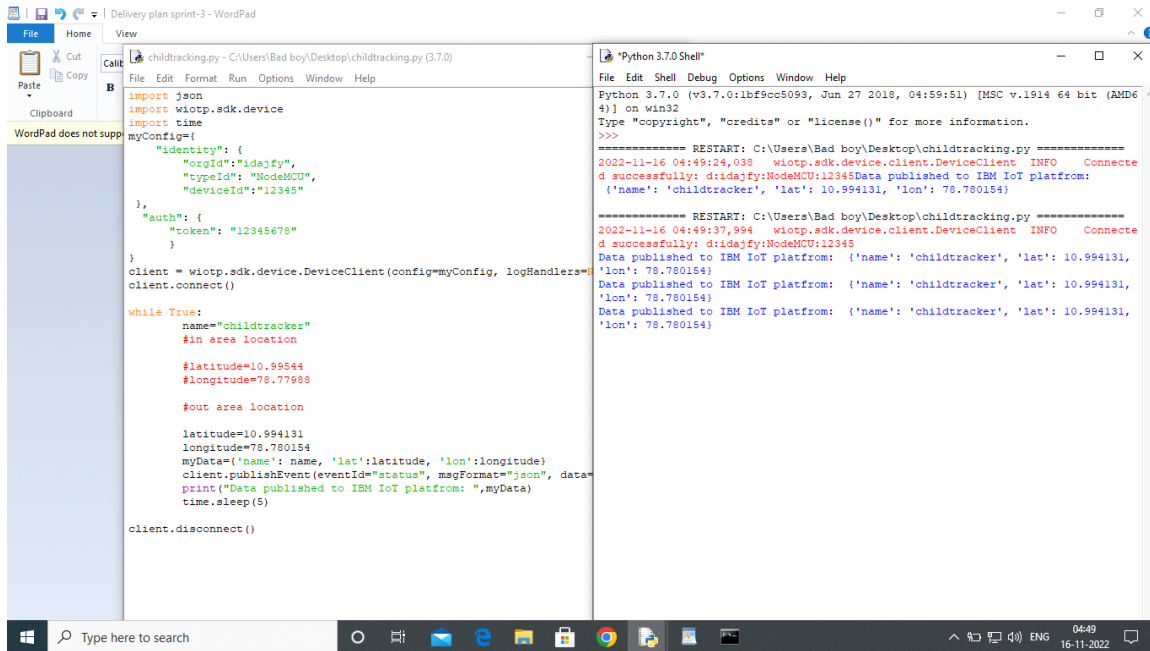 Delivery plan sprint-3 - WordPad
File Home View
Cut
Copy
Paste
Clipboard
Calib
B
WordPad does not supp
childtracking.py - C:\Users\Bad boy\Desktop\childtracking.py (3.7.0)
File Edit Format Run Options Window Help
import json
import wiotp.sdk.device
import time
myConfig={
    "identity": {
        "orgId":"idajfy",
        "typeId": "NodeMCU",
        "deviceId":"12345"
 },
  "auth": {
      "token": "12345678"
      }
}
client = wiotp.sdk.device.DeviceClient(config=myConfig, logHandlers=N
client.connect()
while True:
        name="childtracker"
        #in area location
        #latitude=10.99544
        #longitude=78.77988
        #out area location
        latitude=10.994131
        longitude=78.780154
        myData={'name': name, 'lat':latitude, 'lon':longitude}
        client.publishEvent(eventId="status", msgFormat="json", data=
        print("Data published to IBM IoT platfrom: ",myData)
        time.sleep(5)
client.disconnect()
*Python 3.7.0 Shell*
File Edit Shell Debug Options Window Help
Python 3.7.0 (v3.7.0:1bf9cc5093, Jun 27 2018, 04:59:51) [MSC v.1914 64 bit (AMD6
4)] on win32
Type "copyright", "credits" or "license()" for more information.
>>>
============= RESTART: C:\Users\Bad boy\Desktop\childtracking.py =============
2022-11-16 04:49:24,038   wiotp.sdk.device.client.DeviceClient  INFO    Connecte
d successfully: d:idajfy:NodeMCU:12345Data published to IBM IoT platfrom:
 {'name': 'childtracker', 'lat': 10.994131, 'lon': 78.780154}
============= RESTART: C:\Users\Bad boy\Desktop\childtracking.py =============
2022-11-16 04:49:37,994   wiotp.sdk.device.client.DeviceClient  INFO    Connecte
d successfully: d:idajfy:NodeMCU:12345
Data published to IBM IoT platfrom:  {'name': 'childtracker', 'lat': 10.994131,
'lon': 78.780154}
Data published to IBM IoT platfrom:  {'name': 'childtracker', 'lat': 10.994131,
'lon': 78.780154}
Data published to IBM IoT platfrom:  {'name': 'childtracker', 'lat': 10.994131,
'lon': 78.780154}
Type here to search
ENG
04:49
16-11-2022